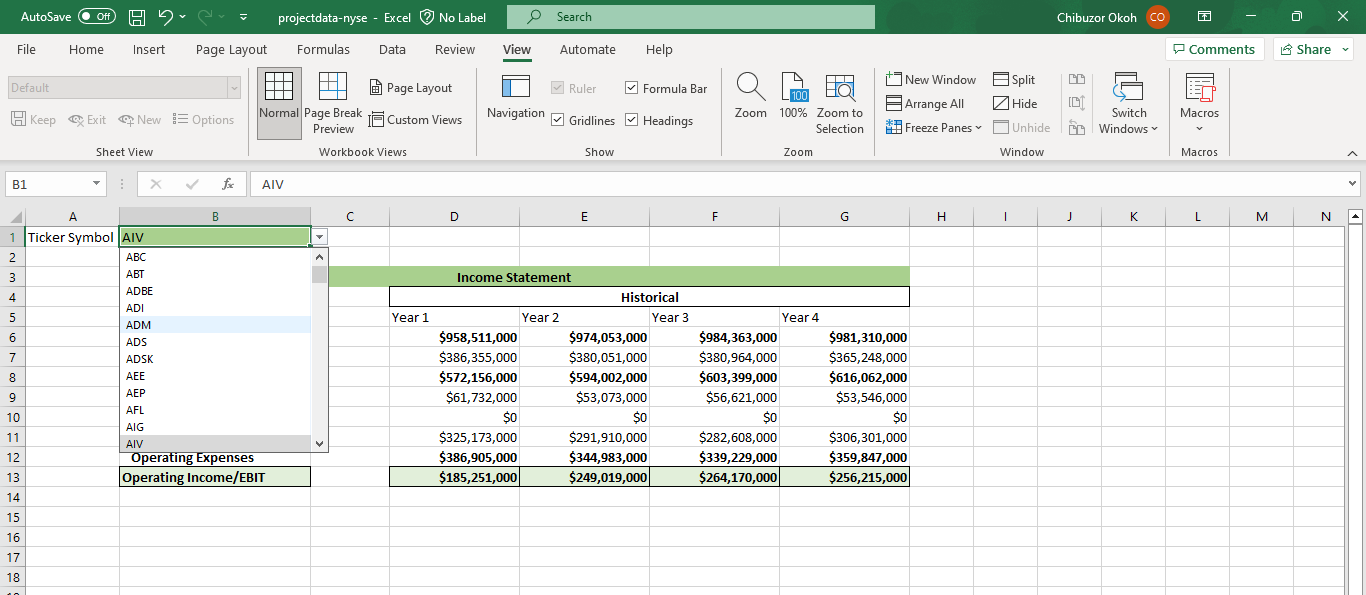 AutoSave Off projectdata-nyse - Excel No Label Search Chibuzor Okoh CO
File Home Insert Page Layout Formulas Data Review View Automate Help Comments Share
Default
Keep Exit New Options
Sheet View
Normal Page Break Preview Page Layout Custom Views
Workbook Views
Navigation Ruler Formula Bar Gridlines Headings
Show
Zoom 100 100% Zoom to Selection
Zoom
New Window Arrange All Freeze Panes Split Hide Unhide Switch Windows
Window
Macros
Macros
B1 fx AIV
A B C D E F G H I J K L M N
1 Ticker Symbol AIV
2
3 Income Statement
4 Historical
5 Year 1 Year 2 Year 3 Year 4
6 $958,511,000 $974,053,000 $984,363,000 $981,310,000
7 $386,355,000 $380,051,000 $380,964,000 $365,248,000
8 $572,156,000 $594,002,000 $603,399,000 $616,062,000
9 $61,732,000 $53,073,000 $56,621,000 $53,546,000
10 $0 $0 $0 $0
11 $325,173,000 $291,910,000 $282,608,000 $306,301,000
12 Operating Expenses $386,905,000 $344,983,000 $339,229,000 $359,847,000
13 Operating Income/EBIT $185,251,000 $249,019,000 $264,170,000 $256,215,000
14
15
16
17
18
ABC
ABT
ADBE
ADI
ADM
ADS
ADSK
AEE
AEP
AFL
AIG
AIV